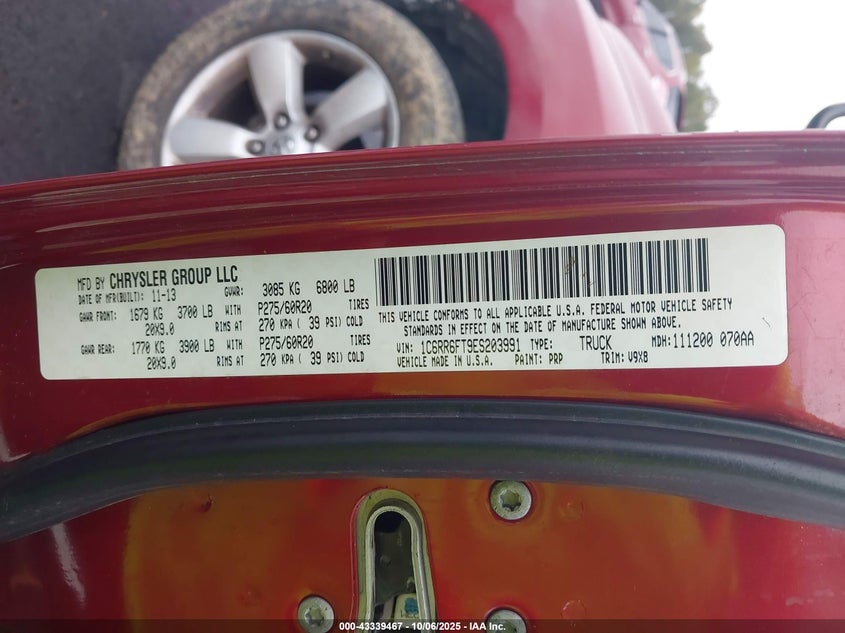 MFD BY CHRYSLER GROUP LLC
DATE OF MFR(BUILT): 11-13 GVWR: 3085 KG 6800 LB
GAWR FRONT: 1679 KG 3700 LB WITH P275/60R20 TIRES
20X9.0 RIMS AT 270 KPA ( 39 PSI) COLD
GAWR REAR: 1770 KG 3900 LB WITH P275/60R20 TIRES
20X9.0 RIMS AT 270 KPA ( 39 PSI) COLD
THIS VEHICLE CONFORMS TO ALL APPLICABLE U.S.A. FEDERAL MOTOR VEHICLE SAFETY
STANDARDS IN EFFECT ON THE DATE OF MANUFACTURE SHOWN ABOVE.
VIN: 1C6RR6FT9ES203991 TYPE: TRUCK MDH: 111200 070AA
VEHICLE MADE IN U.S.A. PAINT: PRP TRIM: V9X8
000-43339467 - 10/06/2025 - IAA Inc.